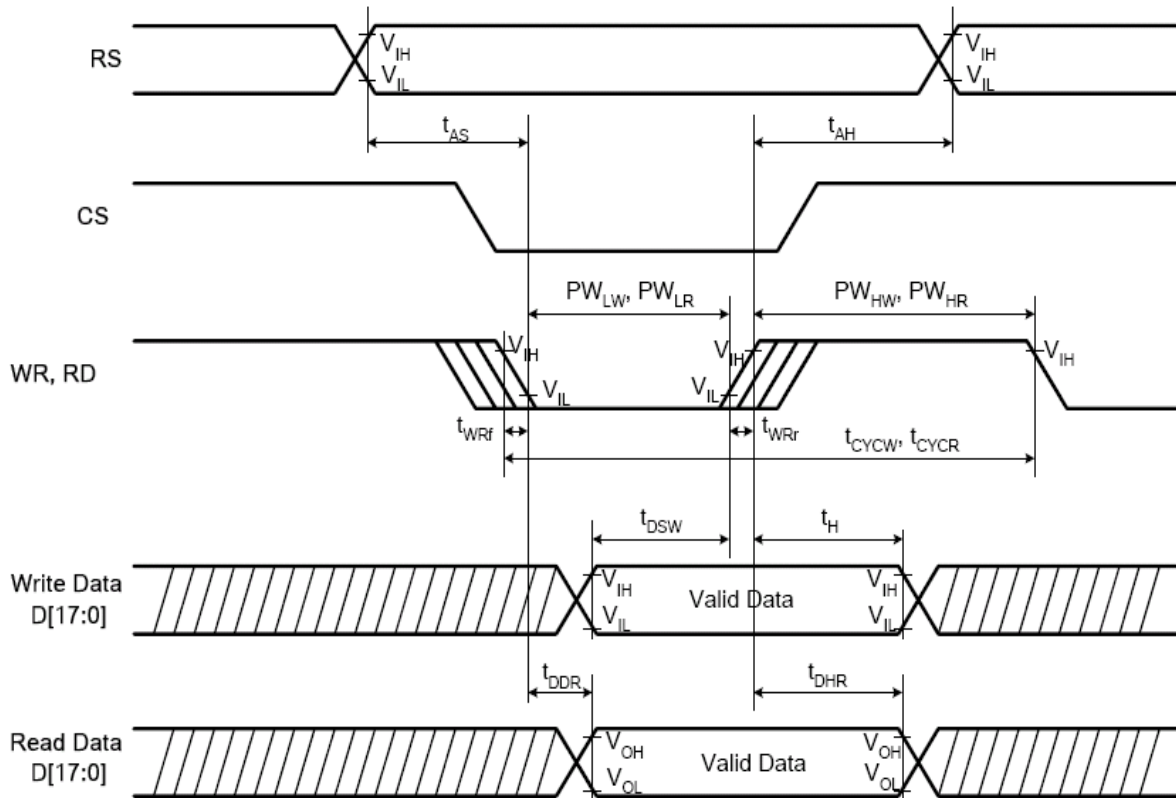 RS
V_IH
V_IL
V_IH
V_IL
t_AS
t_AH
CS
PW_LW, PW_LR
PW_HW, PW_HR
WR, RD
V_IH
V_IL
V_IH
V_IL
V_IH
t_WRf
t_WRr
t_CYCW, t_CYCR
t_DSW
t_H
Write Data
D[17:0]
V_IH
V_IL
Valid Data
V_IH
V_IL
t_DDR
t_DHR
Read Data
D[17:0]
V_OH
V_OL
Valid Data
V_OH
V_OL